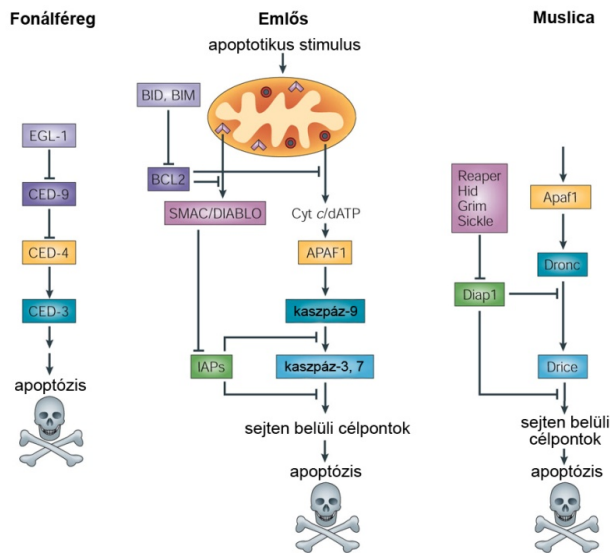 Fonálféreg
EGL-1
CED-9
CED-4
CED-3
apoptózis
Emlős
apoptotikus stimulus
BID, BIM
BCL2
SMAC/DIABLO
Cyt c/dATP
APAF1
kaszpáz-9
IAPs
kaszpáz-3, 7
sejten belüli célpontok
apoptózis
Muslica
Reaper
Hid
Grim
Sickle
Apaf1
Dronc
Diap1
Drice
sejten belüli
célpontok
apoptózis